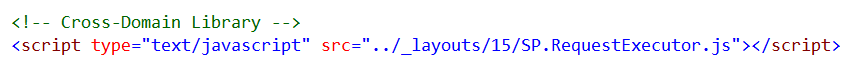 <!-- Cross-Domain Library -->
<script type="text/javascript" src="../_layouts/15/SP.RequestExecutor.js"></script>